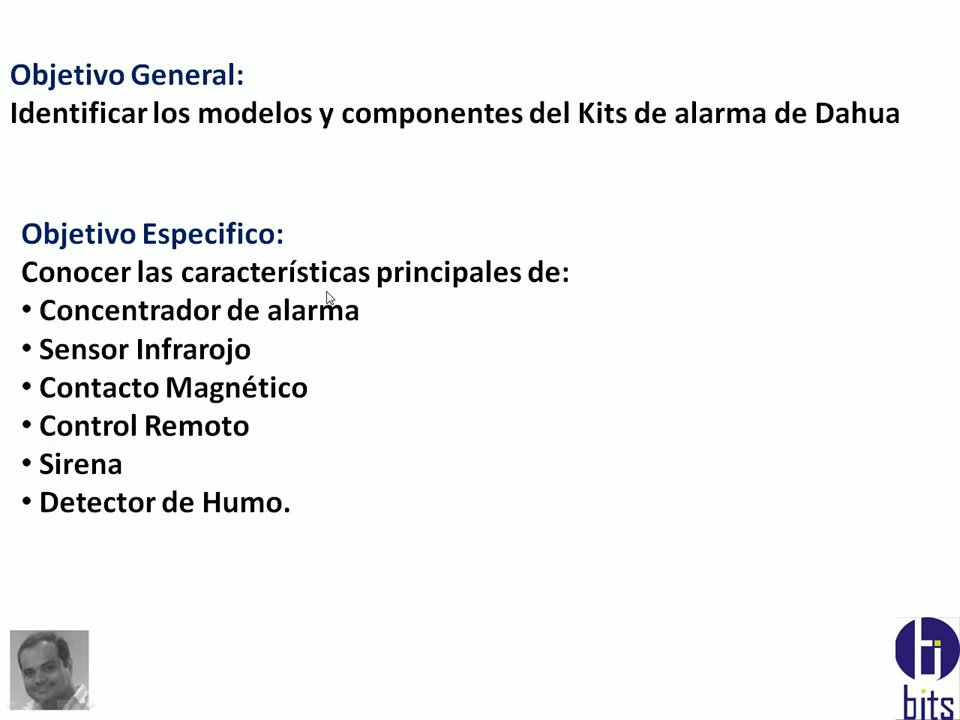 Objetivo General:
Identificar los modelos y componentes del Kits de alarma de Dahua
Objetivo Especifico:
Conocer las características principales de:
• Concentrador de alarma
• Sensor Infrarojo
• Contacto Magnético
• Control Remoto
• Sirena
• Detector de Humo.
bits